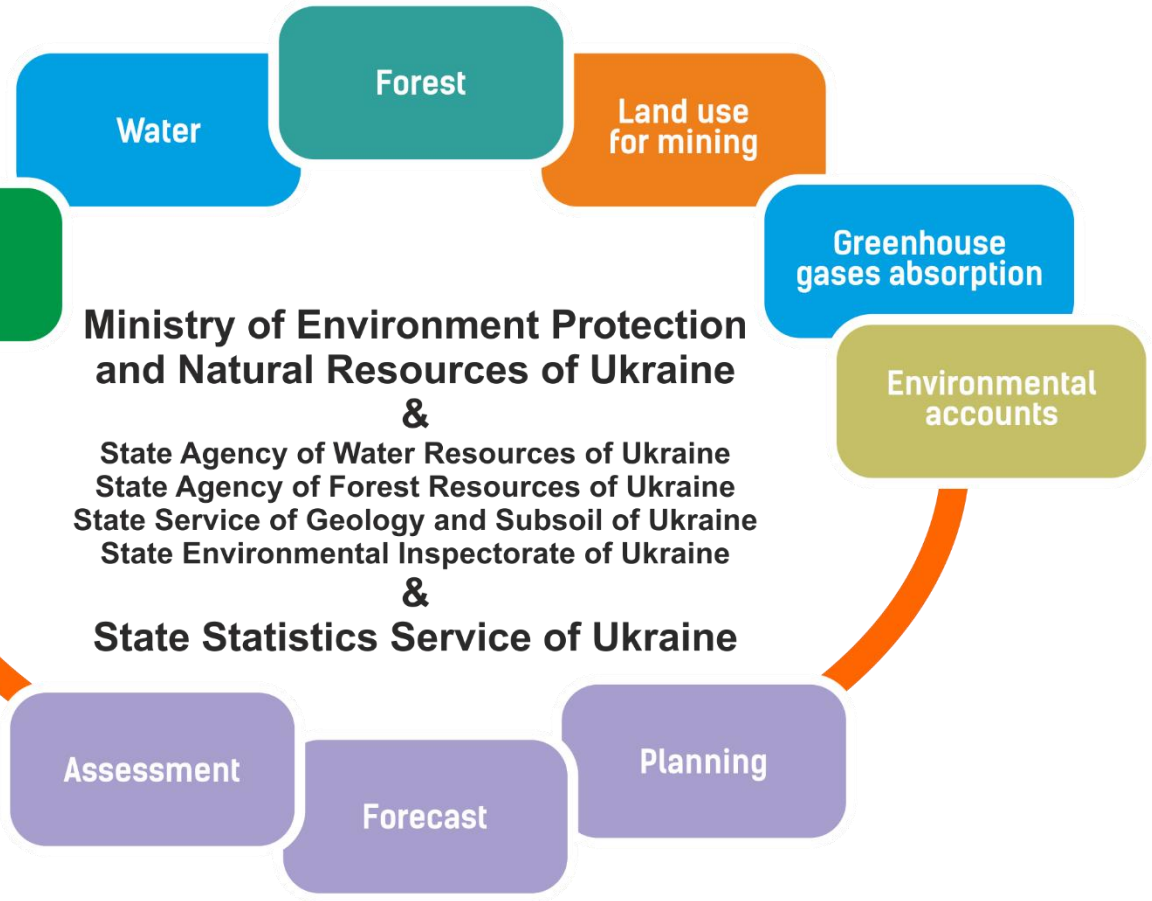 Forest
Water
Land use
for mining
Greenhouse
gases absorption
Environmental
accounts
Ministry of Environment Protection
and Natural Resources of Ukraine
&
State Agency of Water Resources of Ukraine
State Agency of Forest Resources of Ukraine
State Service of Geology and Subsoil of Ukraine
State Environmental Inspectorate of Ukraine
&
State Statistics Service of Ukraine
Assessment
Forecast
Planning